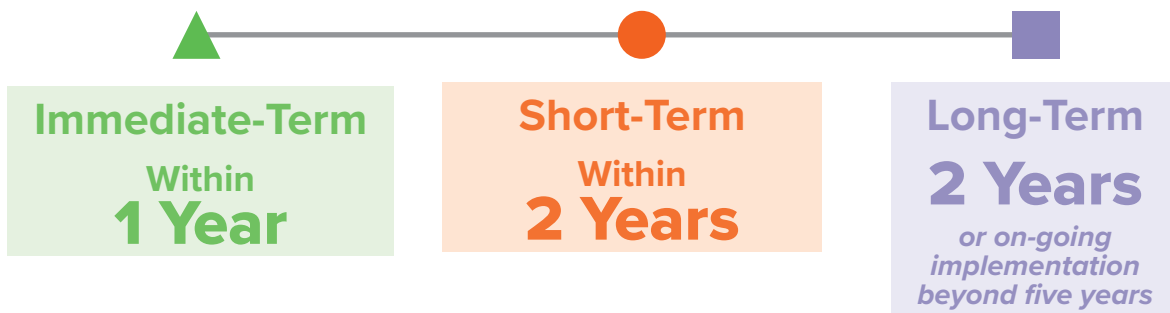 Immediate-Term
Within
1 Year
Short-Term
Within
2 Years
Long-Term
2 Years
or on-going
implementation
beyond five years